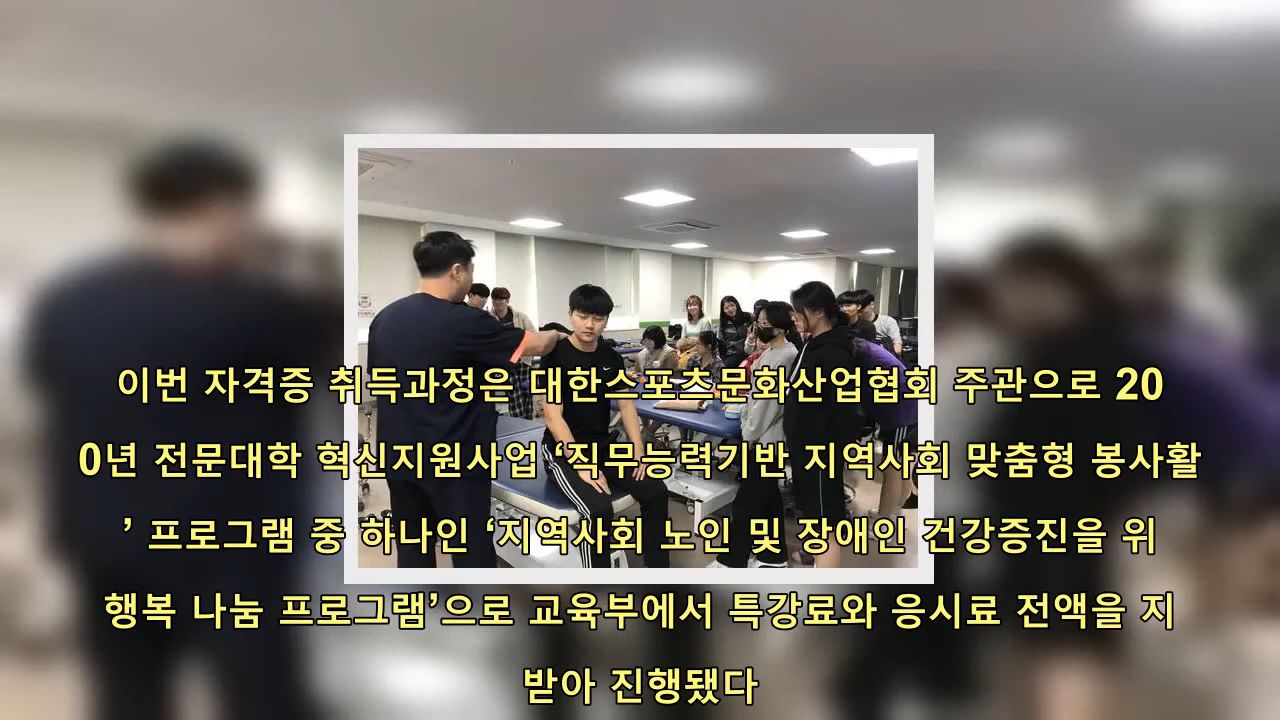 이번 자격증 취득과정은 대한스포츠문화산업협회 주관으로 20
0년 전문대학 혁신지원사업 ‘직무능력기반 지역사회 맞춤형 봉사활
’ 프로그램 중 하나인 ‘지역사회 노인 및 장애인 건강증진을 위
행복 나눔 프로그램’으로 교육부에서 특강료와 응시료 전액을 지
받아 진행됐다